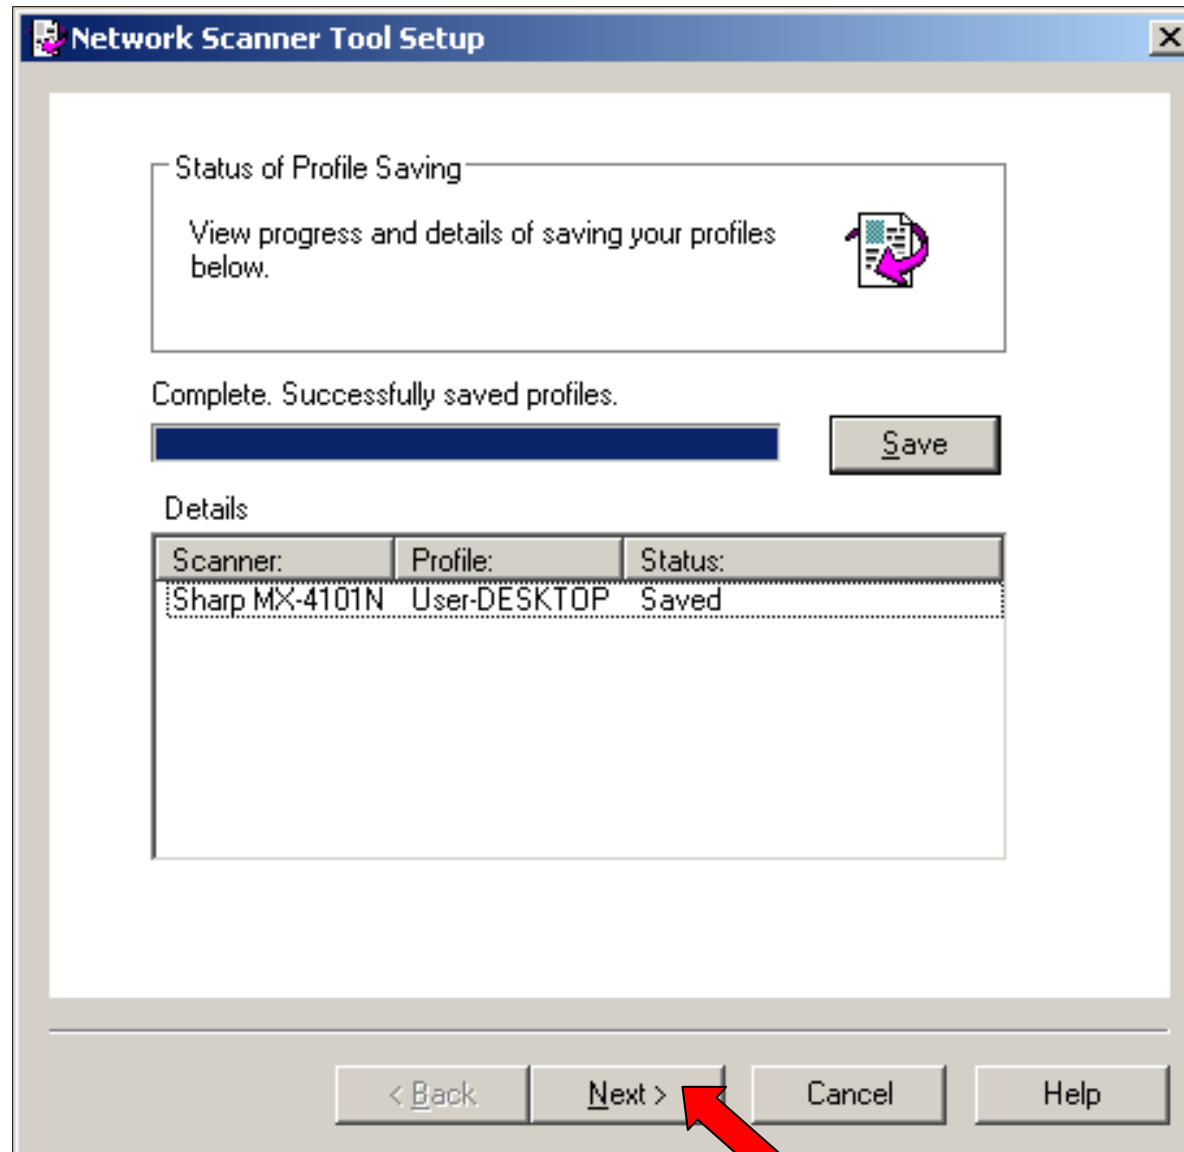 Network Scanner Tool Setup
Status of Profile Saving
View progress and details of saving your profiles
below.
Complete. Successfully saved profiles.
Save
Details
Scanner: Profile: Status:
Sharp MX-4101N User-DESKTOP Saved
< Back Next > Cancel Help